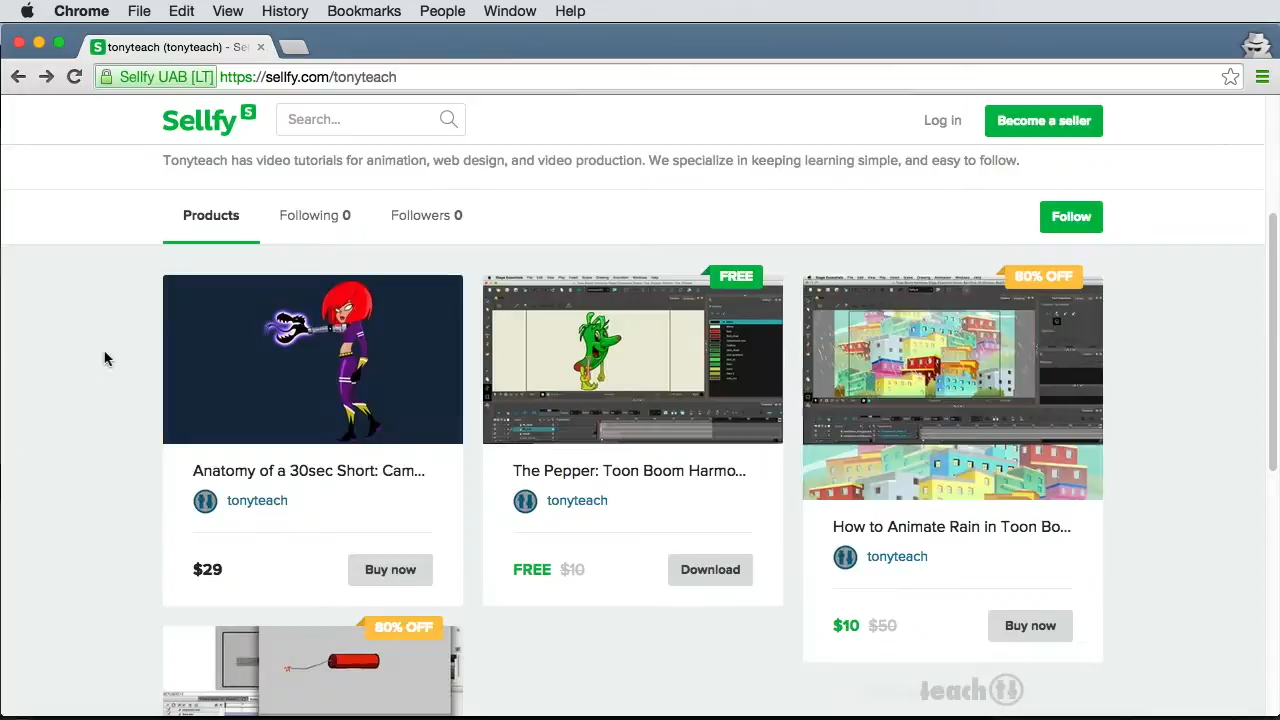 Chrome File Edit View History Bookmarks People Window Help
tonyteach (tonyteach) - Sel
Sellfy UAB [LT] https://sellfy.com/tonyteach
Sellfy S Search... Log in Become a seller
Tonyteach has video tutorials for animation, web design, and video production. We specialize in keeping learning simple, and easy to follow.
Products Following 0 Followers 0 Follow
FREE
80% OFF
Anatomy of a 30sec Short: Cam...
tonyteach
$29 Buy now
The Pepper: Toon Boom Harmo...
tonyteach
FREE $10 Download
How to Animate Rain in Toon Bo...
tonyteach
$10 $50 Buy now
80% OFF
teach